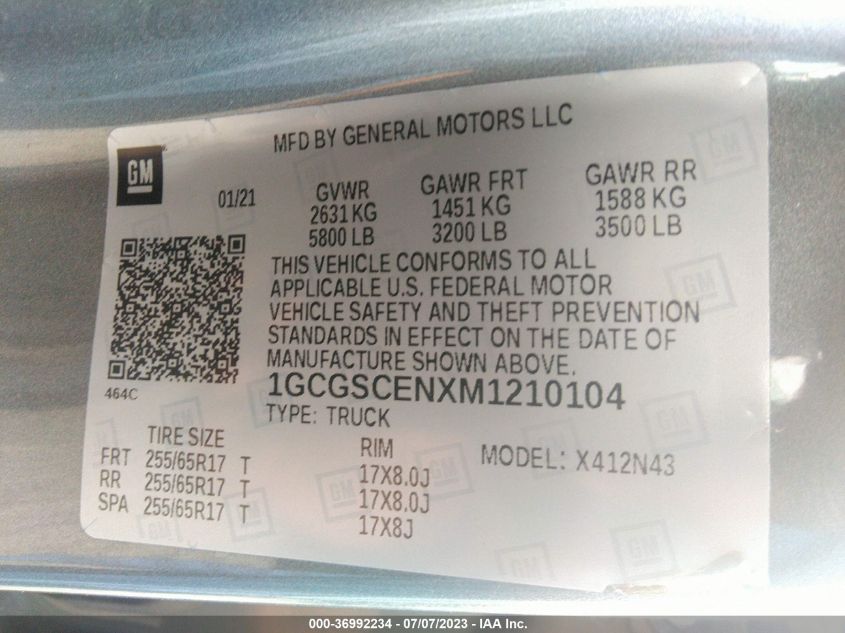 MFD BY GENERAL MOTORS LLC
GM
01/21 GVWR GAWR FRT GAWR RR
2631 KG 1451 KG 1588 KG
5800 LB 3200 LB 3500 LB
THIS VEHICLE CONFORMS TO ALL
APPLICABLE U.S. FEDERAL MOTOR
VEHICLE SAFETY AND THEFT PREVENTION
STANDARDS IN EFFECT ON THE DATE OF
MANUFACTURE SHOWN ABOVE.
464C
1GCGSCENXM1210104
TYPE: TRUCK
TIRE SIZE RIM MODEL: X412N43
FRT 255/65R17 T 17X8.0J
RR 255/65R17 T 17X8.0J
SPA 255/65R17 T 17X8J
000-36992234 - 07/07/2023 - IAA Inc.